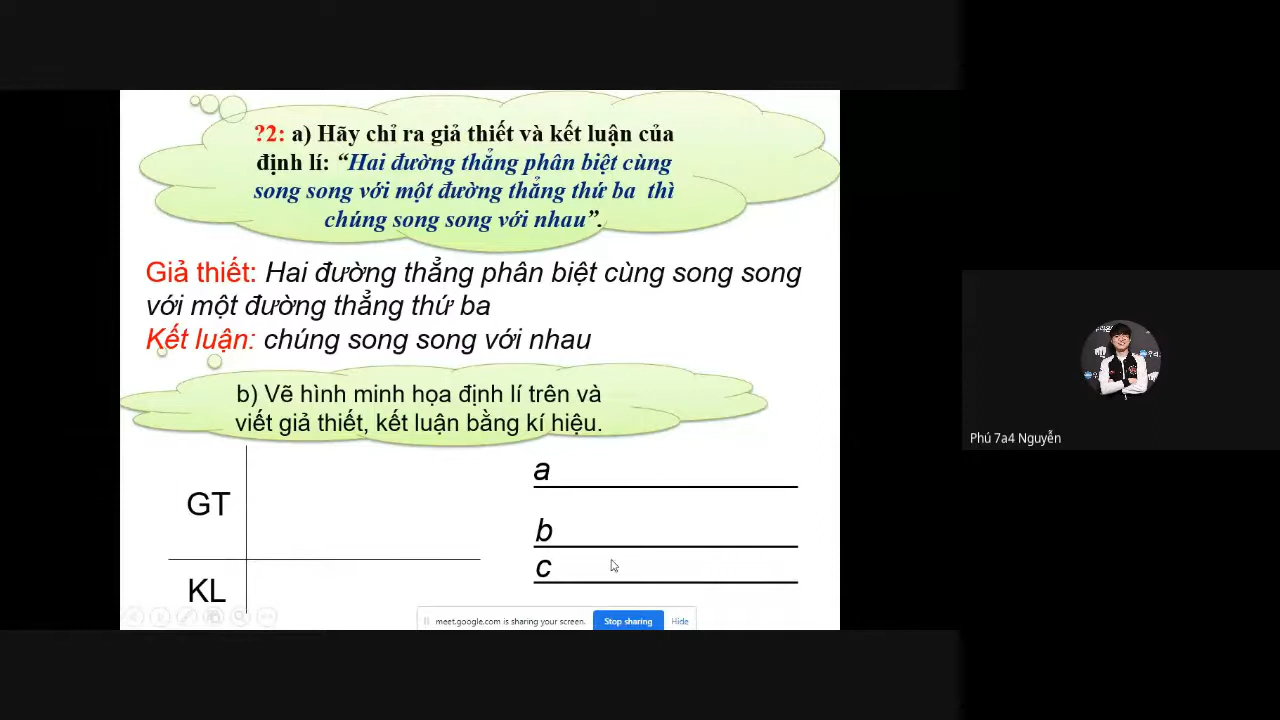 ?2: a) Hãy chỉ ra giả thiết và kết luận của
định lí: “Hai đường thẳng phân biệt cùng
song song với một đường thẳng thứ ba thì
chúng song song với nhau”.
Giả thiết: Hai đường thẳng phân biệt cùng song song
với một đường thẳng thứ ba
Kết luận: chúng song song với nhau
b) Vẽ hình minh họa định lí trên và
viết giả thiết, kết luận bằng kí hiệu.
GT
KL
a
b
c
meet.google.com is sharing your screen.
Stop sharing
Hide
Phú 7a4 Nguyễn